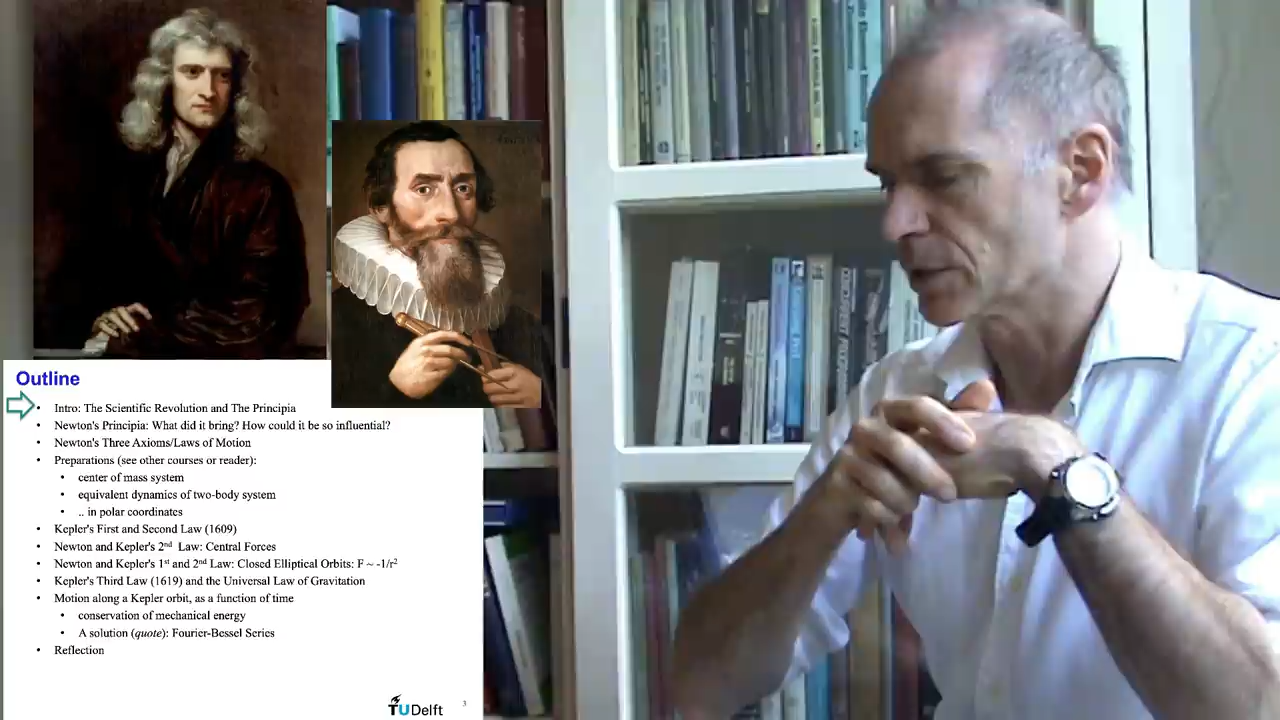 Outline
• Intro: The Scientific Revolution and The Principia
• Newton's Principia: What did it bring? How could it be so influential?
• Newton's Three Axioms/Laws of Motion
• Preparations (see other courses or reader):
• center of mass system
• equivalent dynamics of two-body system
• .. in polar coordinates
• Kepler's First and Second Law (1609)
• Newton and Kepler's 2nd Law: Central Forces
• Newton and Kepler's 1st and 2nd Law: Closed Elliptical Orbits: F ~ -1/r²
• Kepler's Third Law (1619) and the Universal Law of Gravitation
• Motion along a Kepler orbit, as a function of time
• conservation of mechanical energy
• A solution (quote): Fourier-Bessel Series
• Reflection
TUDelft
3